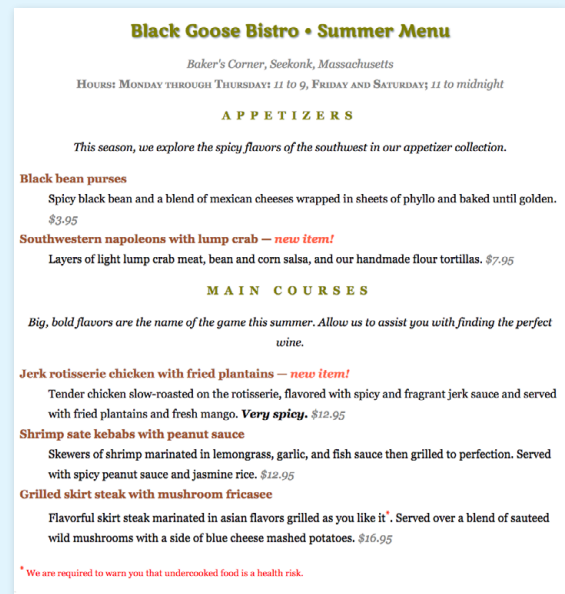 Black Goose Bistro • Summer Menu
Baker's Corner, Seekonk, Massachusetts
Hours: Monday through Thursday: 11 to 9, Friday and Saturday; 11 to midnight
APPETIZERS
This season, we explore the spicy flavors of the southwest in our appetizer collection.
Black bean purses
Spicy black bean and a blend of mexican cheeses wrapped in sheets of phyllo and baked until golden.
$3.95
Southwestern napoleons with lump crab — new item!
Layers of light lump crab meat, bean and corn salsa, and our handmade flour tortillas. $7.95
MAIN COURSES
Big, bold flavors are the name of the game this summer. Allow us to assist you with finding the perfect
wine.
Jerk rotisserie chicken with fried plantains — new item!
Tender chicken slow-roasted on the rotisserie, flavored with spicy and fragrant jerk sauce and served
with fried plantains and fresh mango. Very spicy. $12.95
Shrimp sate kebabs with peanut sauce
Skewers of shrimp marinated in lemongrass, garlic, and fish sauce then grilled to perfection. Served
with spicy peanut sauce and jasmine rice. $12.95
Grilled skirt steak with mushroom fricasee
Flavorful skirt steak marinated in asian flavors grilled as you like it*. Served over a blend of sauteed
wild mushrooms with a side of blue cheese mashed potatoes. $16.95
* We are required to warn you that undercooked food is a health risk.